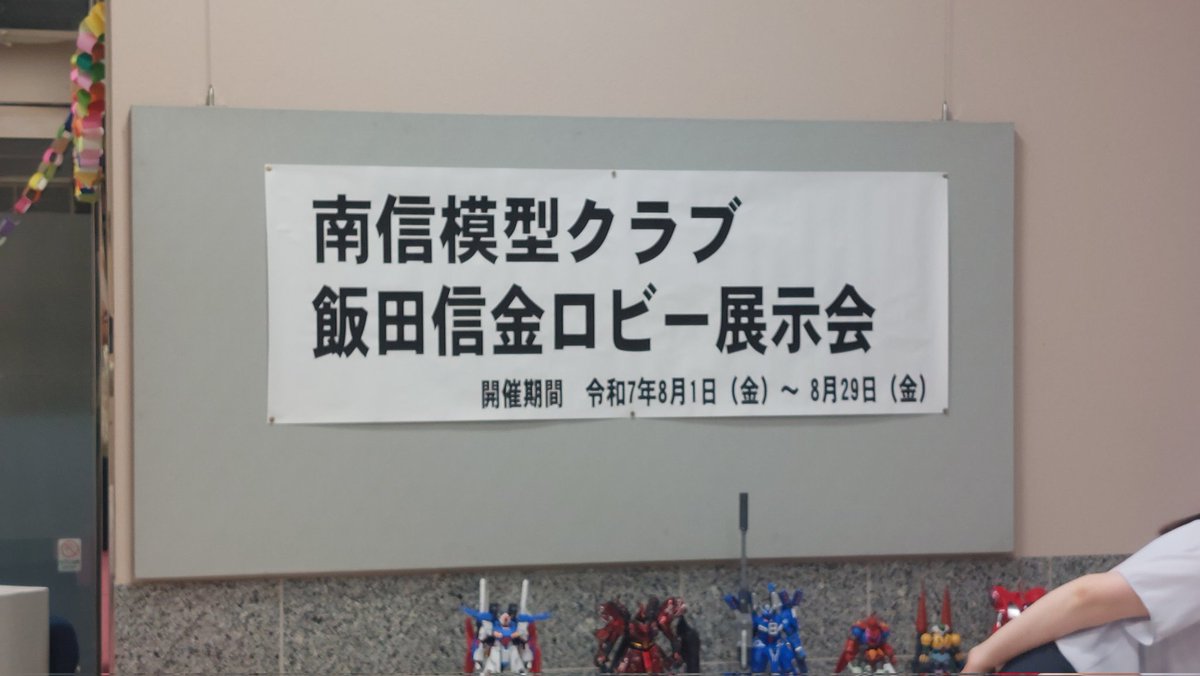 南信模型クラブ
飯田信金ロビー展示会
開催期間　令和7年8月1日（金）～ 8月29日（金）